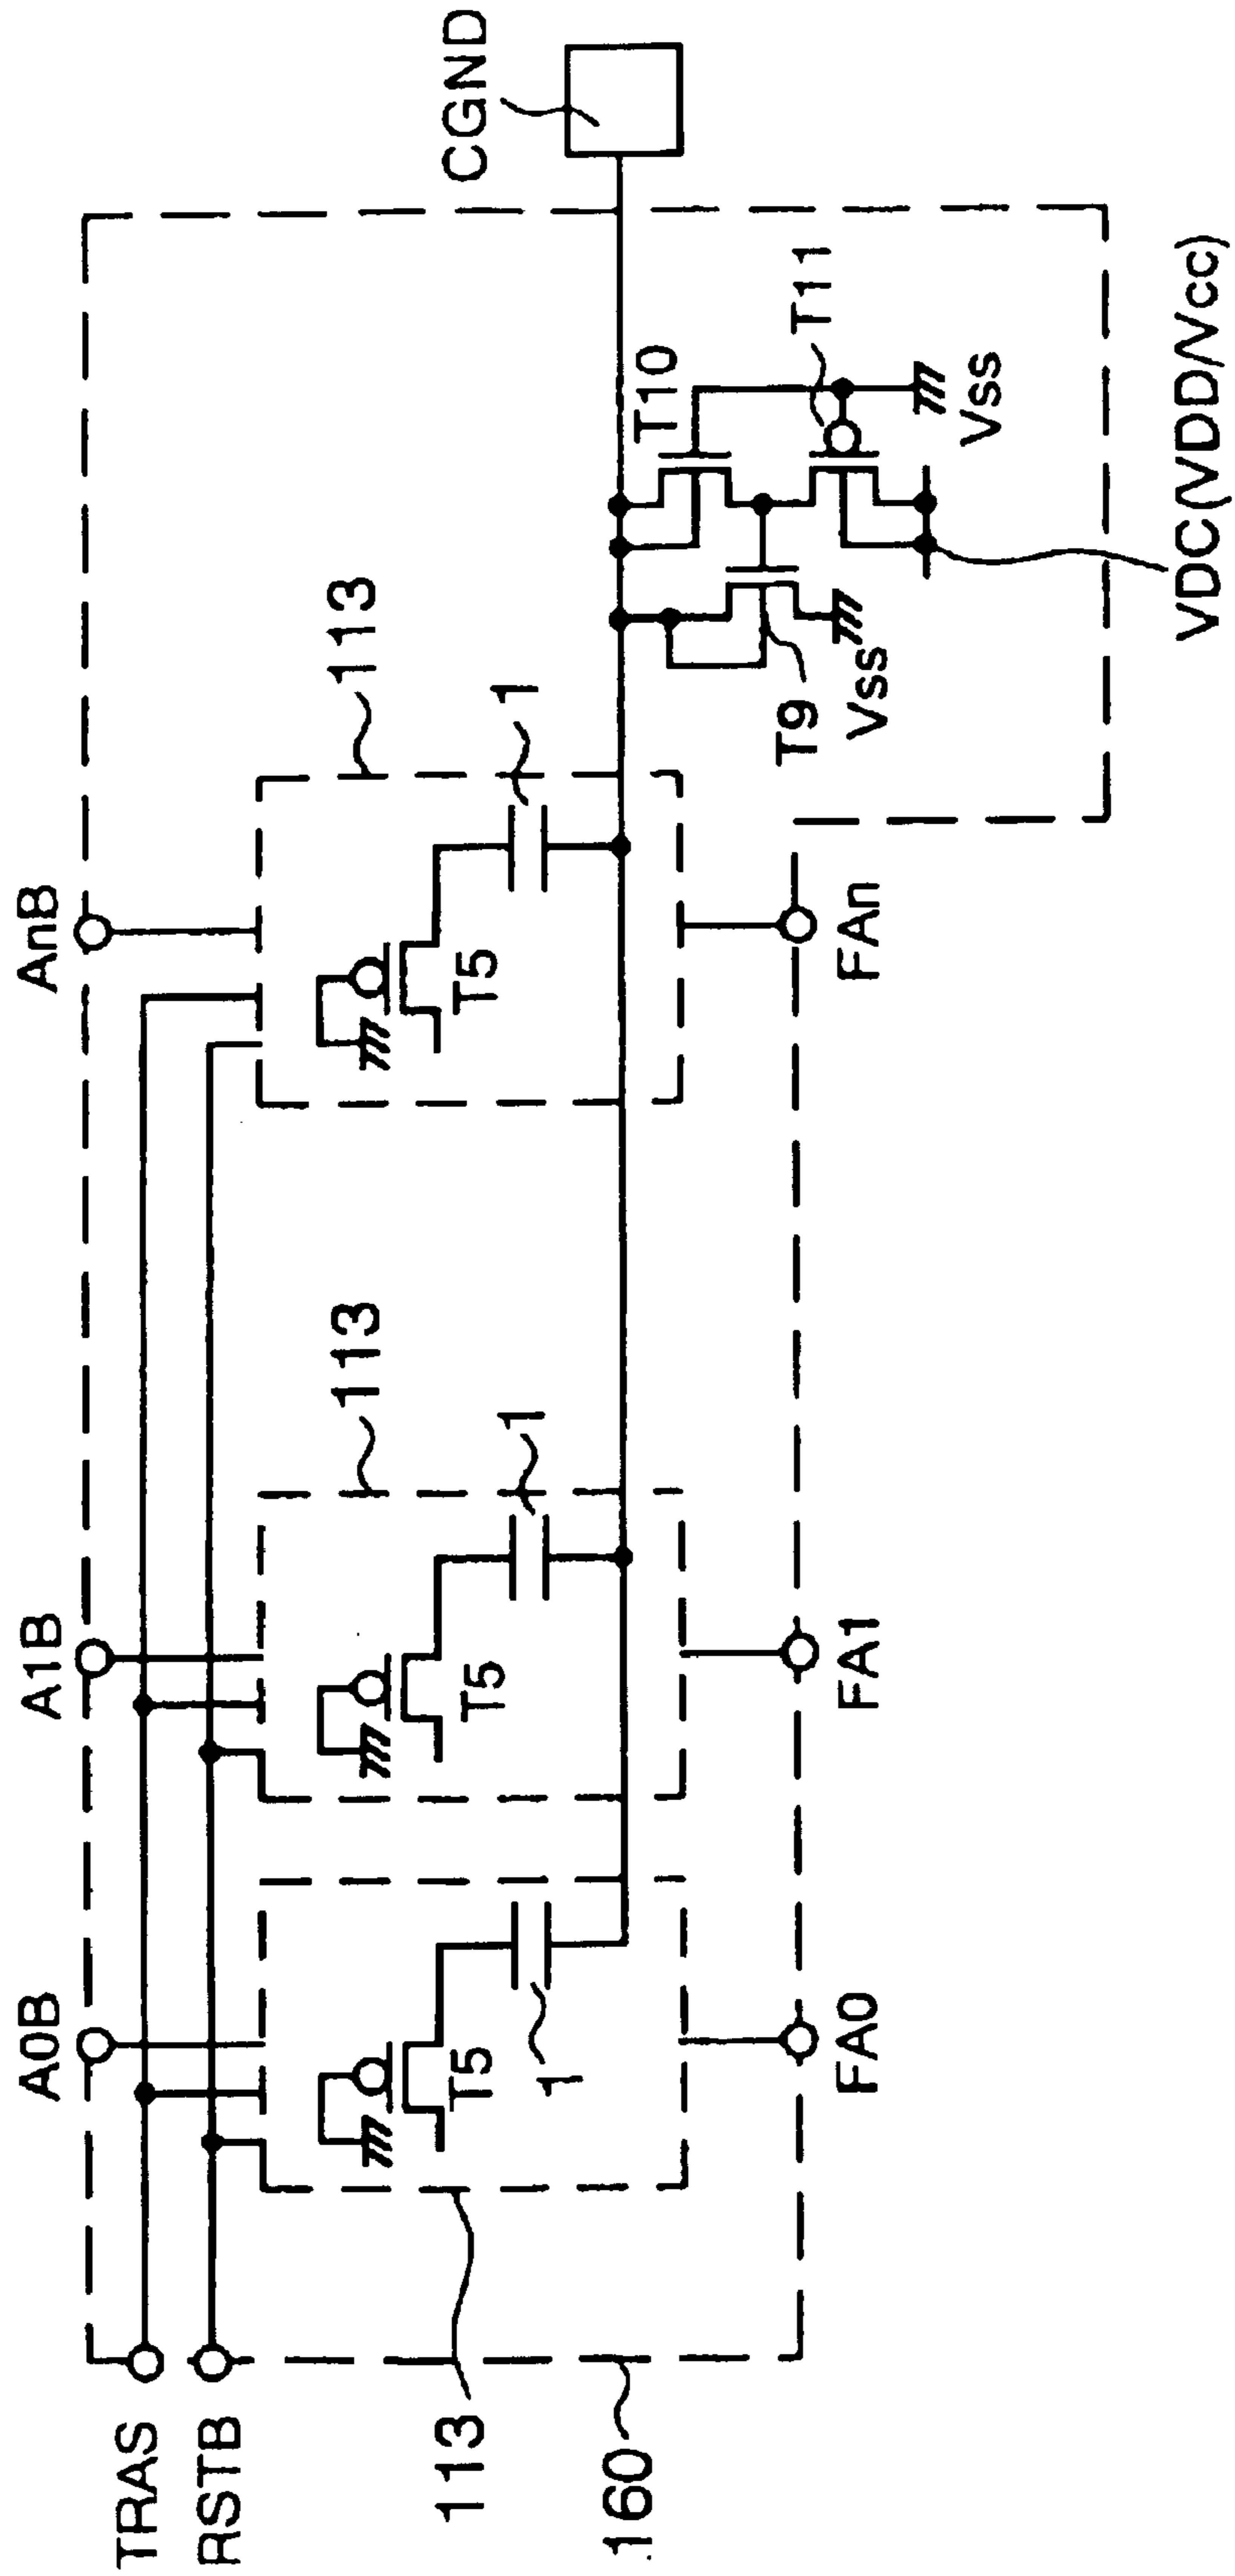 A0B
A1B
AnB
CGND
TRAS
RSTB
113
113
113
T5
T5
T5
1
1
1
T10
T11
T9
Vss
Vss
160
FA0
FA1
FAn
VDC(VDD/Vcc)